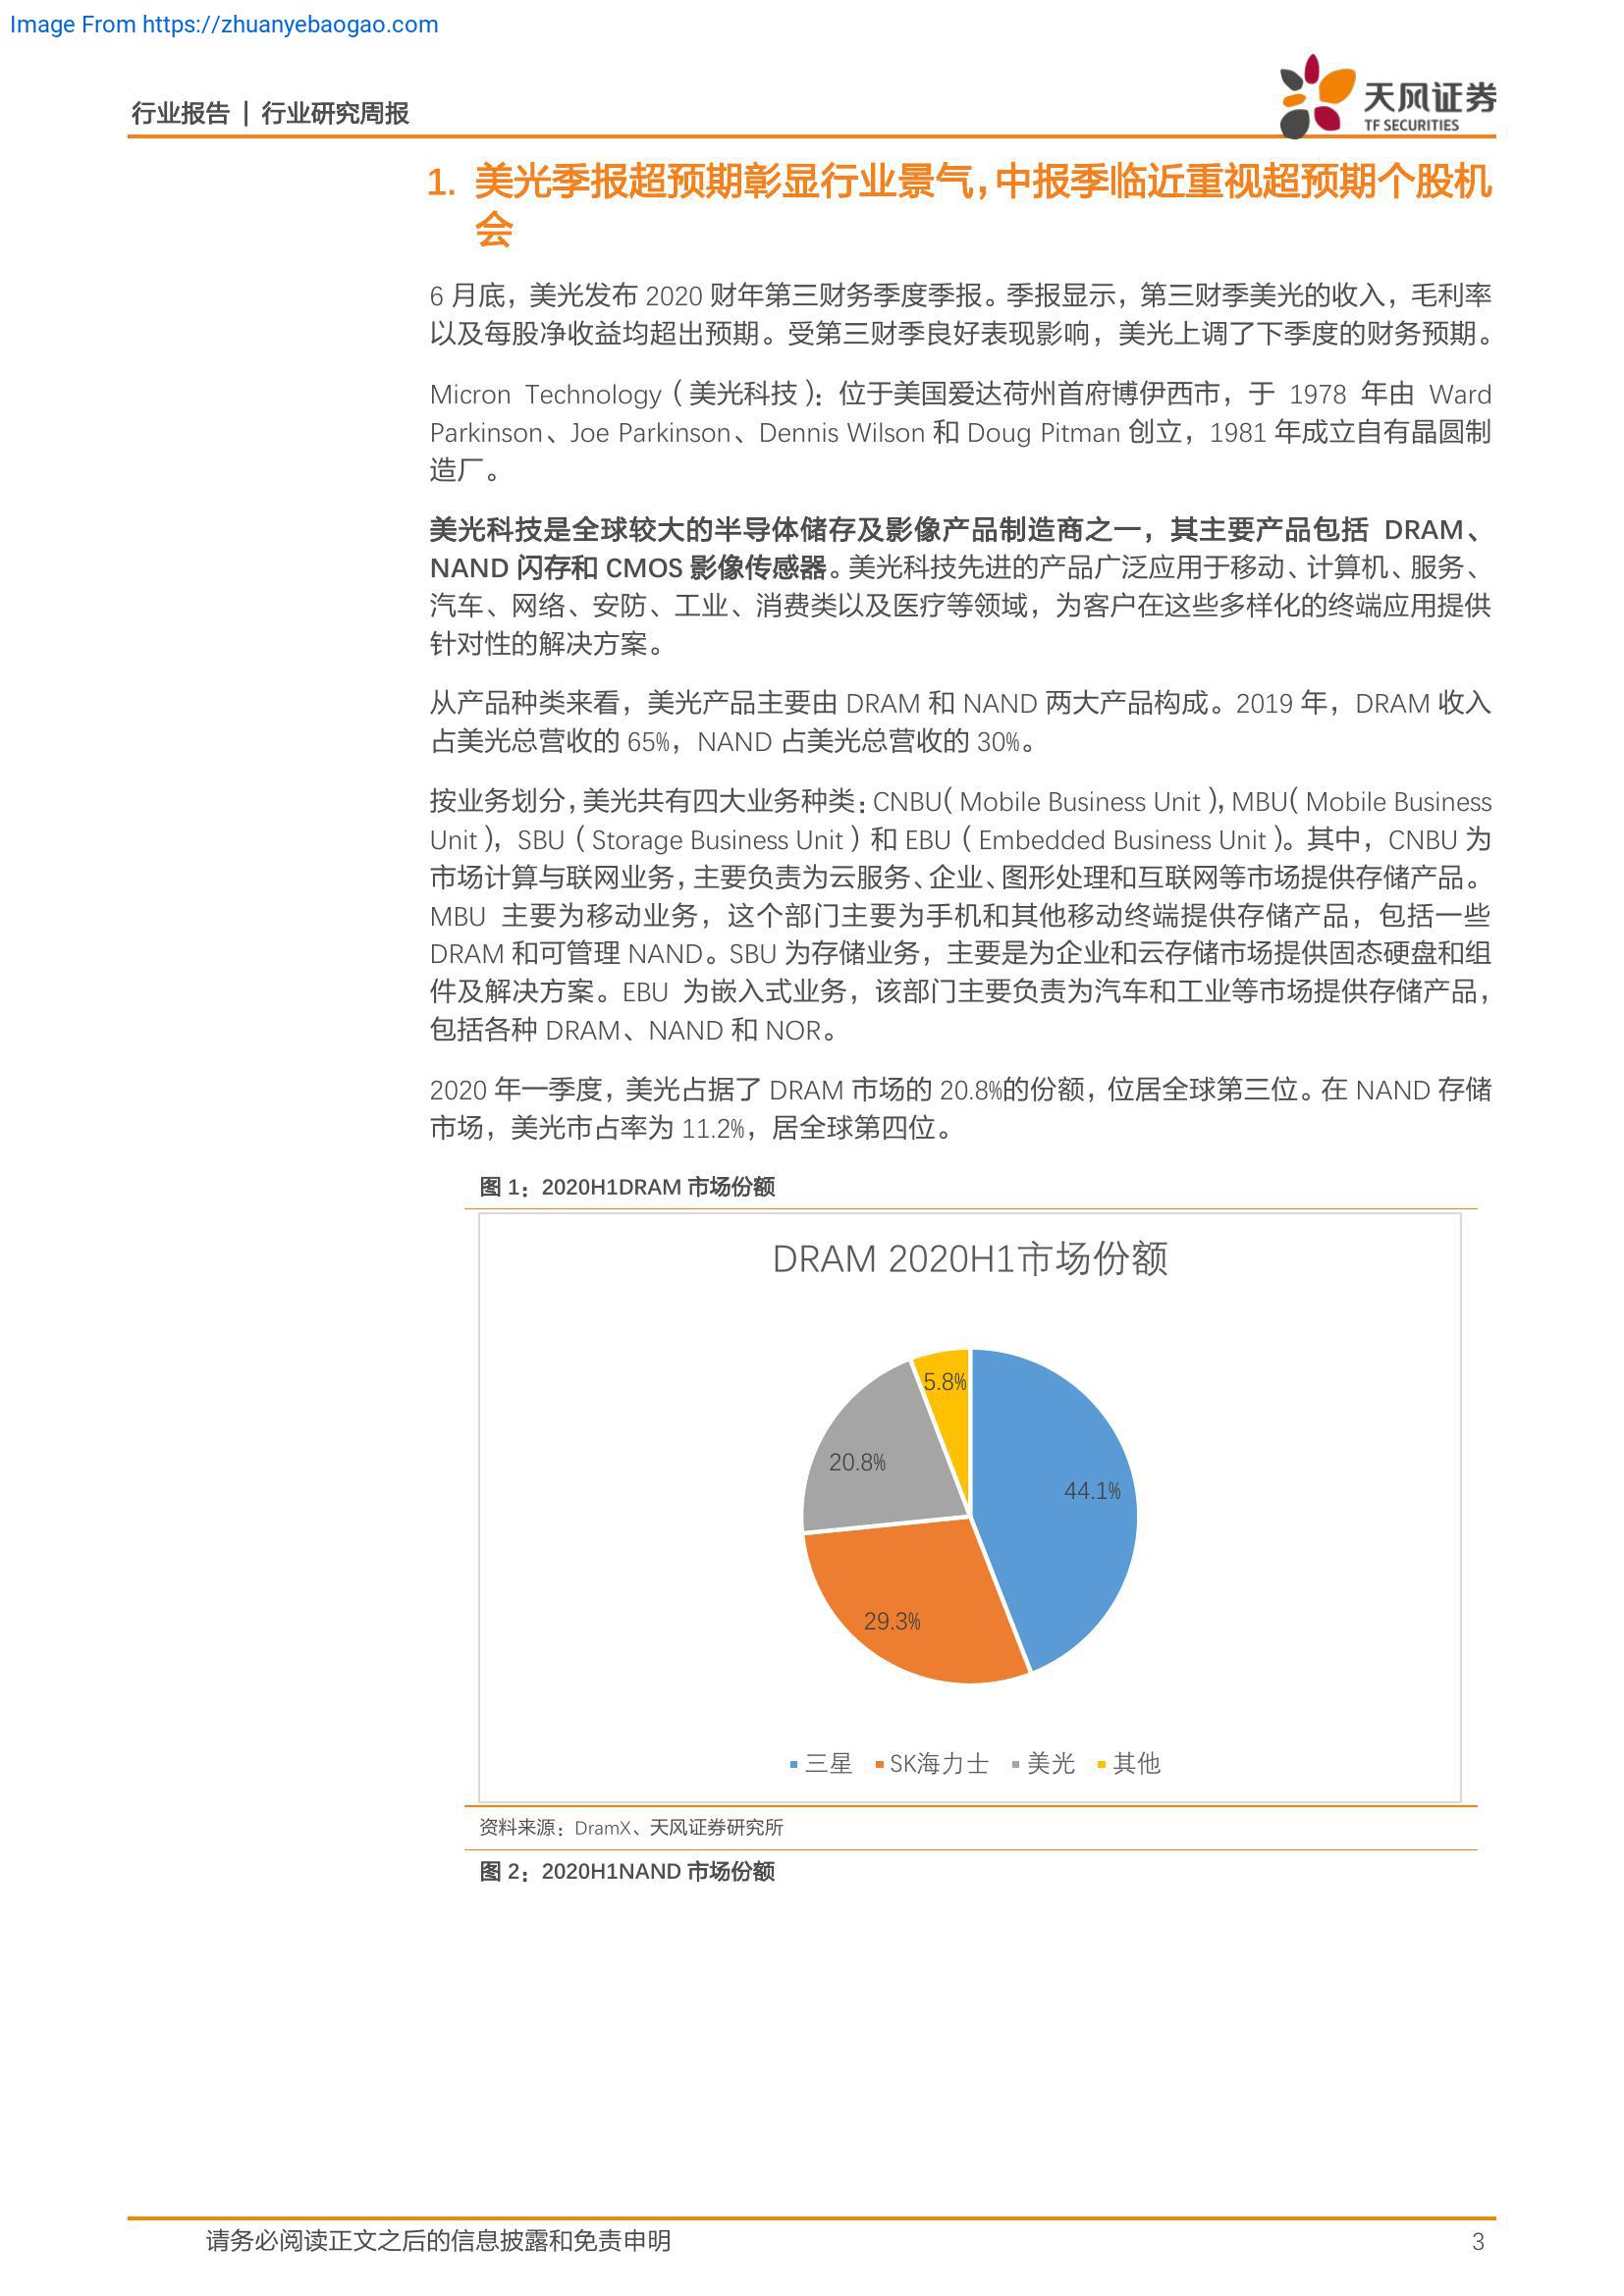 Image From https://zhuanyebaogao.com
行业报告 | 行业研究周报
天风证券
TF SECURITIES
1. 美光季报超预期彰显行业景气，中报季临近重视超预期个股机
会
6 月底，美光发布 2020 财年第三财务季度季报。季报显示，第三财季美光的收入，毛利率
以及每股净收益均超出预期。受第三财季良好表现影响，美光上调了下季度的财务预期。
Micron Technology（美光科技）：位于美国爱达荷州首府博伊西市，于 1978 年由 Ward
Parkinson、Joe Parkinson、Dennis Wilson 和 Doug Pitman 创立，1981 年成立自有晶圆制
造厂。
美光科技是全球较大的半导体储存及影像产品制造商之一，其主要产品包括 DRAM、
NAND 闪存和 CMOS 影像传感器。美光科技先进的产品广泛应用于移动、计算机、服务、
汽车、网络、安防、工业、消费类以及医疗等领域，为客户在这些多样化的终端应用提供
针对性的解决方案。
从产品种类来看，美光产品主要由 DRAM 和 NAND 两大产品构成。2019 年，DRAM 收入
占美光总营收的 65%，NAND 占美光总营收的 30%。
按业务划分，美光共有四大业务种类：CNBU（Mobile Business Unit），MBU（Mobile Business
Unit），SBU（Storage Business Unit）和 EBU（Embedded Business Unit）。其中，CNBU 为
市场计算与联网业务，主要负责为云服务、企业、图形处理和互联网等市场提供存储产品。
MBU 主要为移动业务，这个部门主要为手机和其他移动终端提供存储产品，包括一些
DRAM 和可管理 NAND。SBU 为存储业务，主要是为企业和云存储市场提供固态硬盘和组
件及解决方案。EBU 为嵌入式业务，该部门主要负责为汽车和工业等市场提供存储产品，
包括各种 DRAM、NAND 和 NOR。
2020 年一季度，美光占据了 DRAM 市场的 20.8%的份额，位居全球第三位。在 NAND 存储
市场，美光市占率为 11.2%，居全球第四位。
图 1：2020H1DRAM 市场份额
DRAM 2020H1市场份额
5.8%
20.8%
44.1%
29.3%
三星 SK海力士 美光 其他
资料来源：DramX、天风证券研究所
图 2：2020H1NAND 市场份额
请务必阅读正文之后的信息披露和免责申明 3